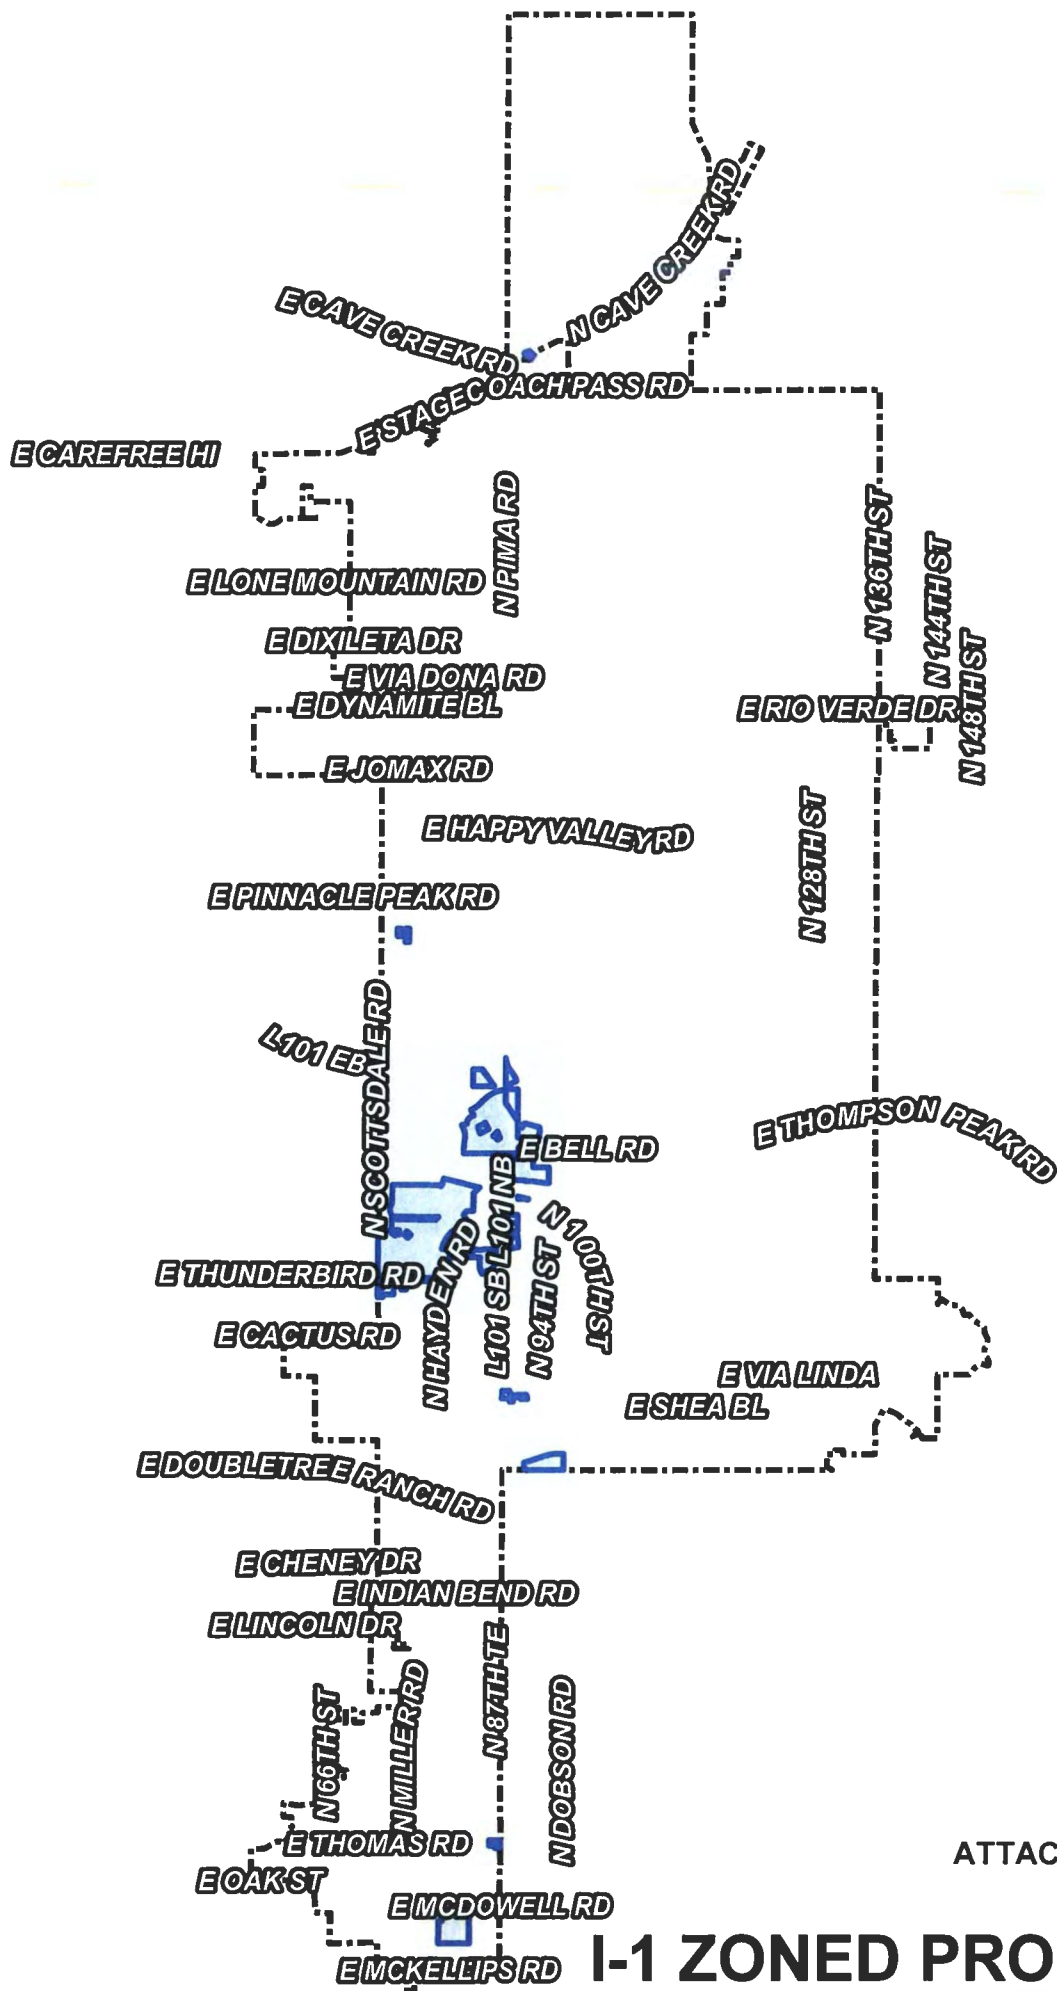 E CAVE CREEK RD
N CAVE CREEK RD
E STAGECOACH PASS RD
E CAREFREE HI
N PIMA RD
N 136TH ST
N 144TH ST
E LONE MOUNTAIN RD
E DIXILETA DR
N 148TH ST
E VIA DONA RD
E DYNAMITE BL
E RIO VERDE DR
E JOMAX RD
E HAPPY VALLEY RD
N 128TH ST
E PINNACLE PEAK RD
N SCOTTSDALE RD
L101 EB
E THOMPSON PEAK RD
E BELL RD
L101 NB
N 100TH ST
N HAYDEN RD
L101 SB
N 94TH ST
E THUNDERBIRD RD
E CACTUS RD
E VIA LINDA
E SHEA BL
E DOUBLETREE RANCH RD
E CHENEY DR
E INDIAN BEND RD
E LINCOLN DR
N 87TH TE
N MILLER RD
N 66TH ST
N DOBSON RD
E THOMAS RD
ATTAC
E OAK ST
E MCDOWELL RD
I-1 ZONED PRO
E MCKELLIPS RD